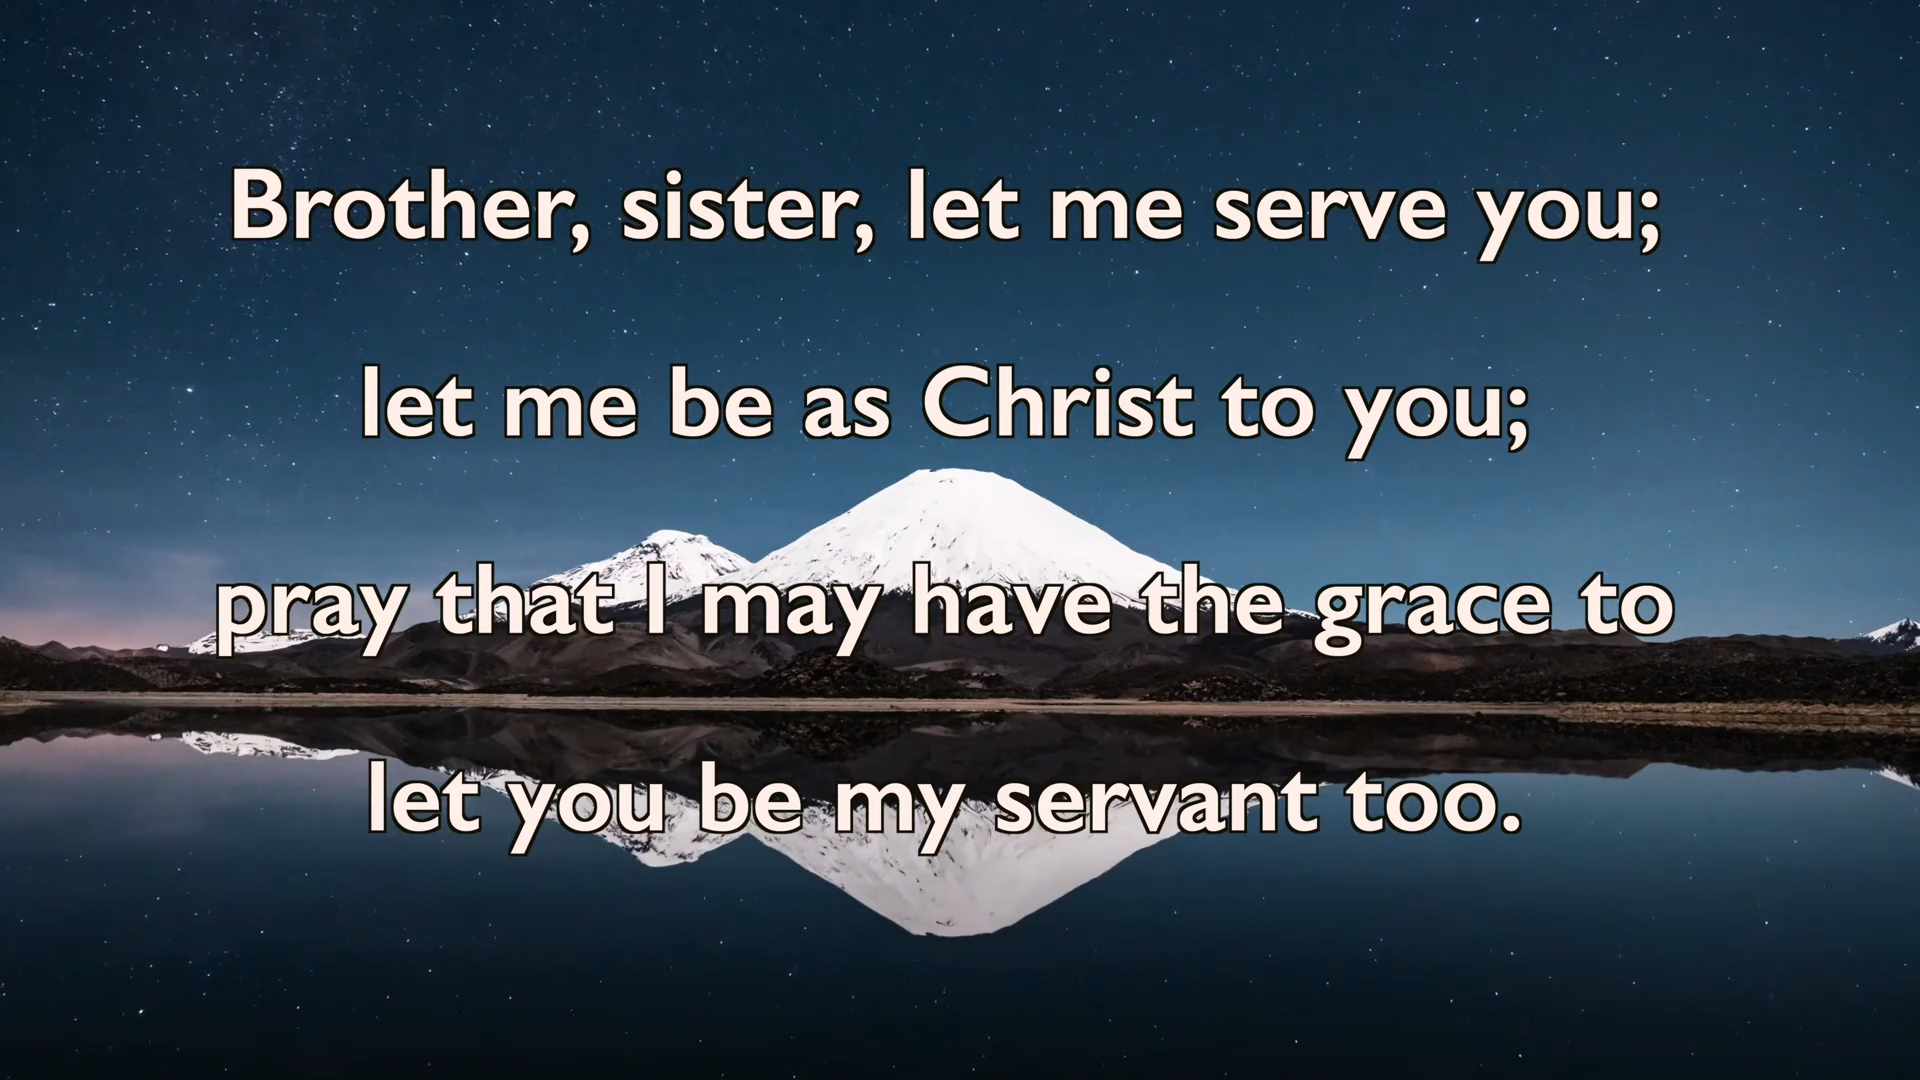 Brother, sister, let me serve you;
let me be as Christ to you;
pray that I may have the grace to
let you be my servant too.